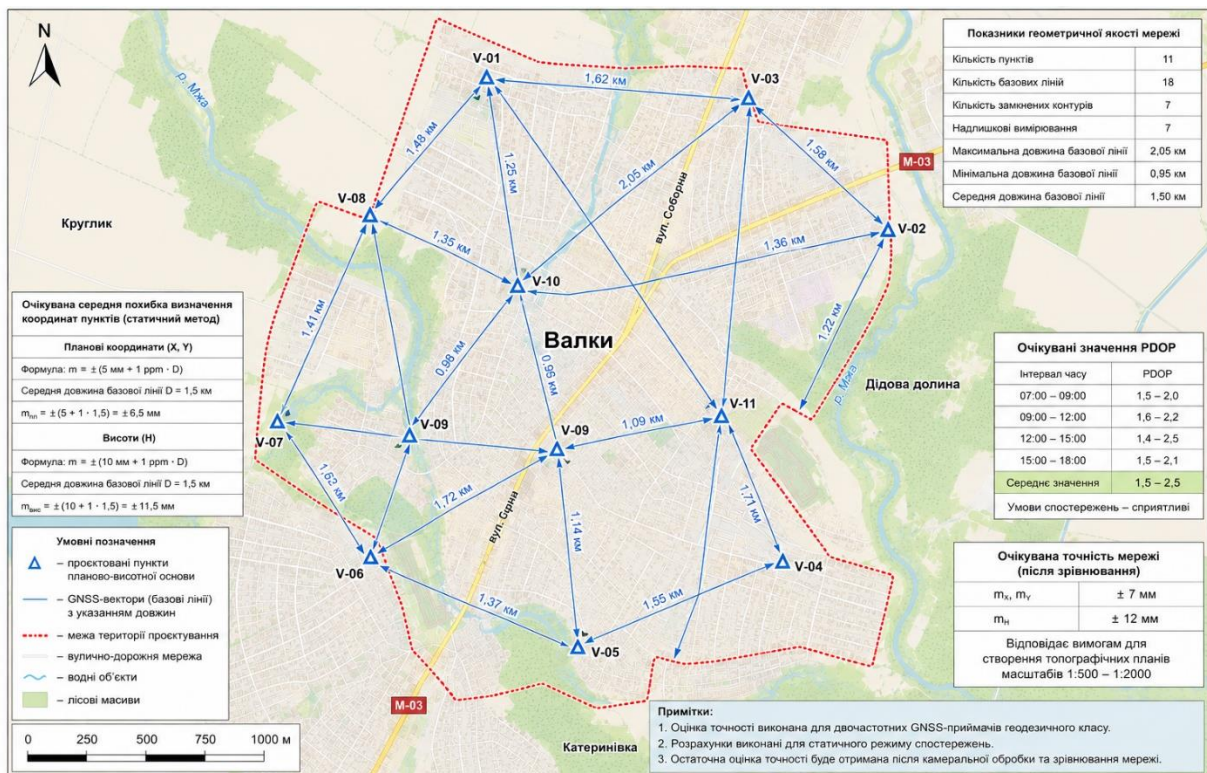 N
V-01
1,62 км
V-03
р. Мжа
1,48 км
1.25 км
2,05 км
1,58 км
М-03
вул. Соборна
V-08
V-02
Круглик
1,35 км
1,36 км
V-10
1.41 км
Валки
0.98 км
0.96 км
1.22 км
р. Мжа
Дідова долина
V-11
V-07
V-09
V-09
1,09 км
1,72 км
1,71 км
1,14 км
V-06
V-04
1,37 км
1,55 км
V-05
М-03
Катеринівка
Показники геометричної якості мережі
Кількість пунктів 11
Кількість базових ліній 18
Кількість замкнених контурів 7
Надлишкові вимірювання 7
Максимальна довжина базової лінії 2,05 км
Мінімальна довжина базової лінії 0,95 км
Середня довжина базової лінії 1,50 км
Очікувана середня похибка визначення
координат пунктів (статичний метод)
Планові координати (X, Y)
Формула: m = ± (5 мм + 1 ppm · D)
Середня довжина базової лінії D = 1,5 км
mпл = ± (5 + 1 · 1,5) = ± 6,5 мм
Висоти (H)
Формула: m = ± (10 мм + 1 ppm · D)
Середня довжина базової лінії D = 1,5 км
mвис = ± (10 + 1 · 1,5) = ± 11,5 мм
Очікувані значення PDOP
Інтервал часу PDOP
07:00 – 09:00 1,5 – 2,0
09:00 – 12:00 1,6 – 2,2
12:00 – 15:00 1,4 – 2,5
15:00 – 18:00 1,5 – 2,1
Середнє значення 1,5 – 2,5
Умови спостережень – сприятливі
Умовні позначення
– проєктовані пункти
планово-висотної основи
– GNSS-вектори (базові лінії)
з указанням довжин
– межа території проєктування
– вулично-дорожня мережа
– водні об'єкти
– лісові масиви
Очікувана точність мережі
(після зрівнювання)
mX, mY ± 7 мм
mH ± 12 мм
Відповідає вимогам для
створення топографічних планів
масштабів 1:500 – 1:2000
0 250 500 750 1000 м
Примітки:
1. Оцінка точності виконана для двочастотних GNSS-приймачів геодезичного класу.
2. Розрахунки виконані для статичного режиму спостережень.
3. Остаточна оцінка точності буде отримана після камеральної обробки та зрівнювання мережі.